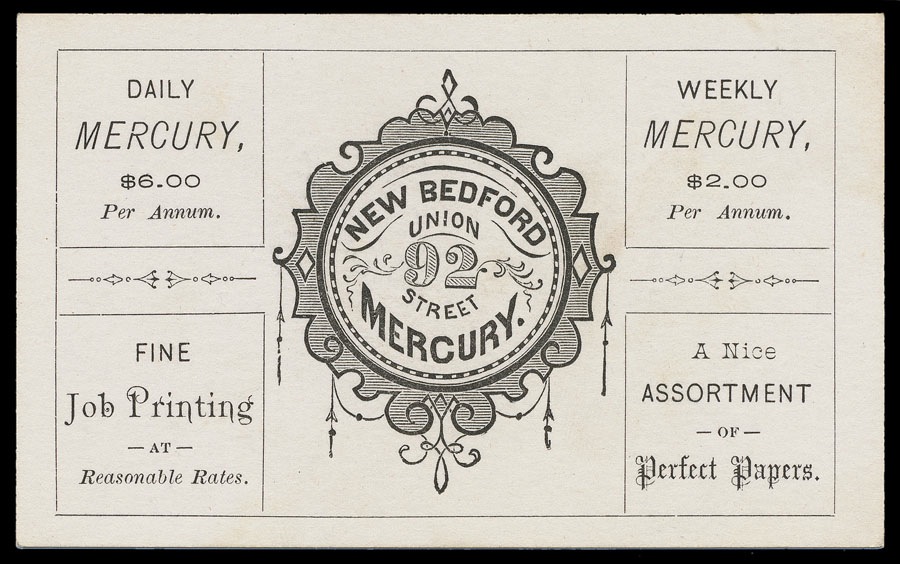 DAILY
MERCURY,
$6.00
Per Annum.
FINE
Job Printing
— AT —
Reasonable Rates.
NEW BEDFORD
UNION
92
STREET
MERCURY.
WEEKLY
MERCURY,
$2.00
Per Annum.
A Nice
ASSORTMENT
— OF —
Perfect Papers.